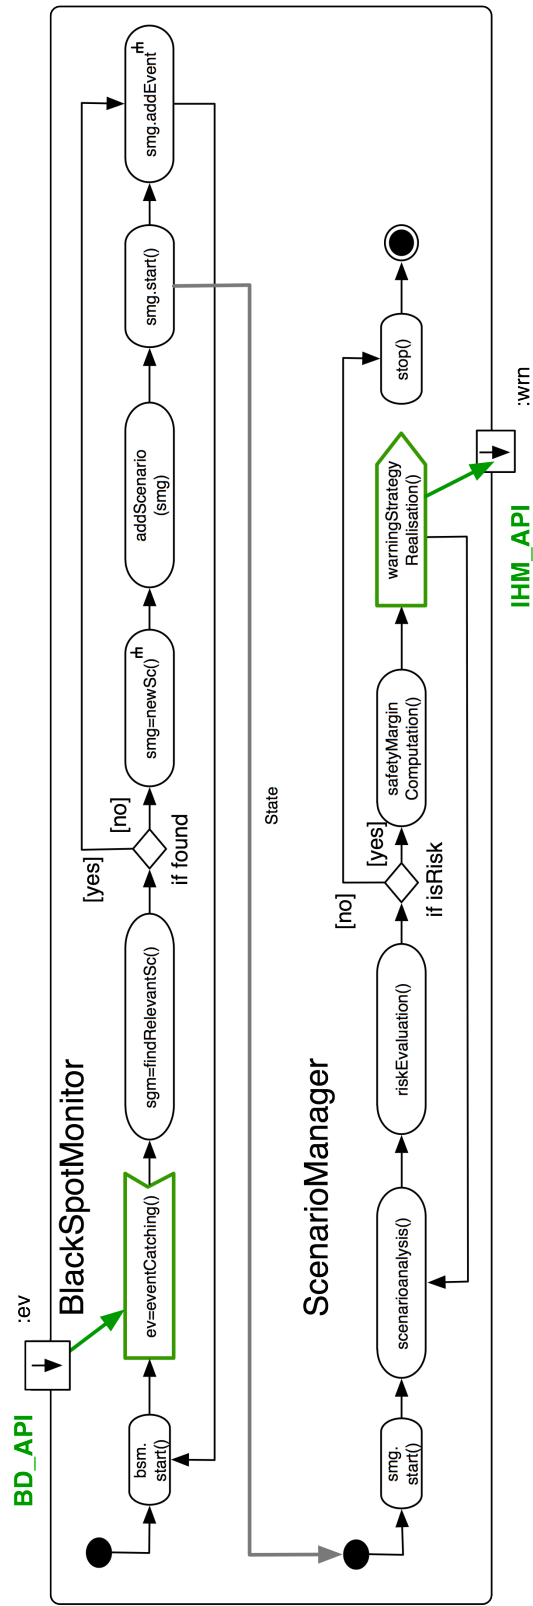 BD_API
:ev
BlackSpotMonitor
bsm.
start()
ev=eventCatching()
sgm=findRelevantSc()
if found
[yes]
[no]
smg=newSc()
addScenario
(smg)
smg.start()
smg.addEvent
State
ScenarioManager
smg.
start()
scenarioanalysis()
riskEvaluation()
if isRisk
[no]
[yes]
safetyMargin
Computation()
warningStrategy
Realisation()
stop()
IHM_API
:wrn